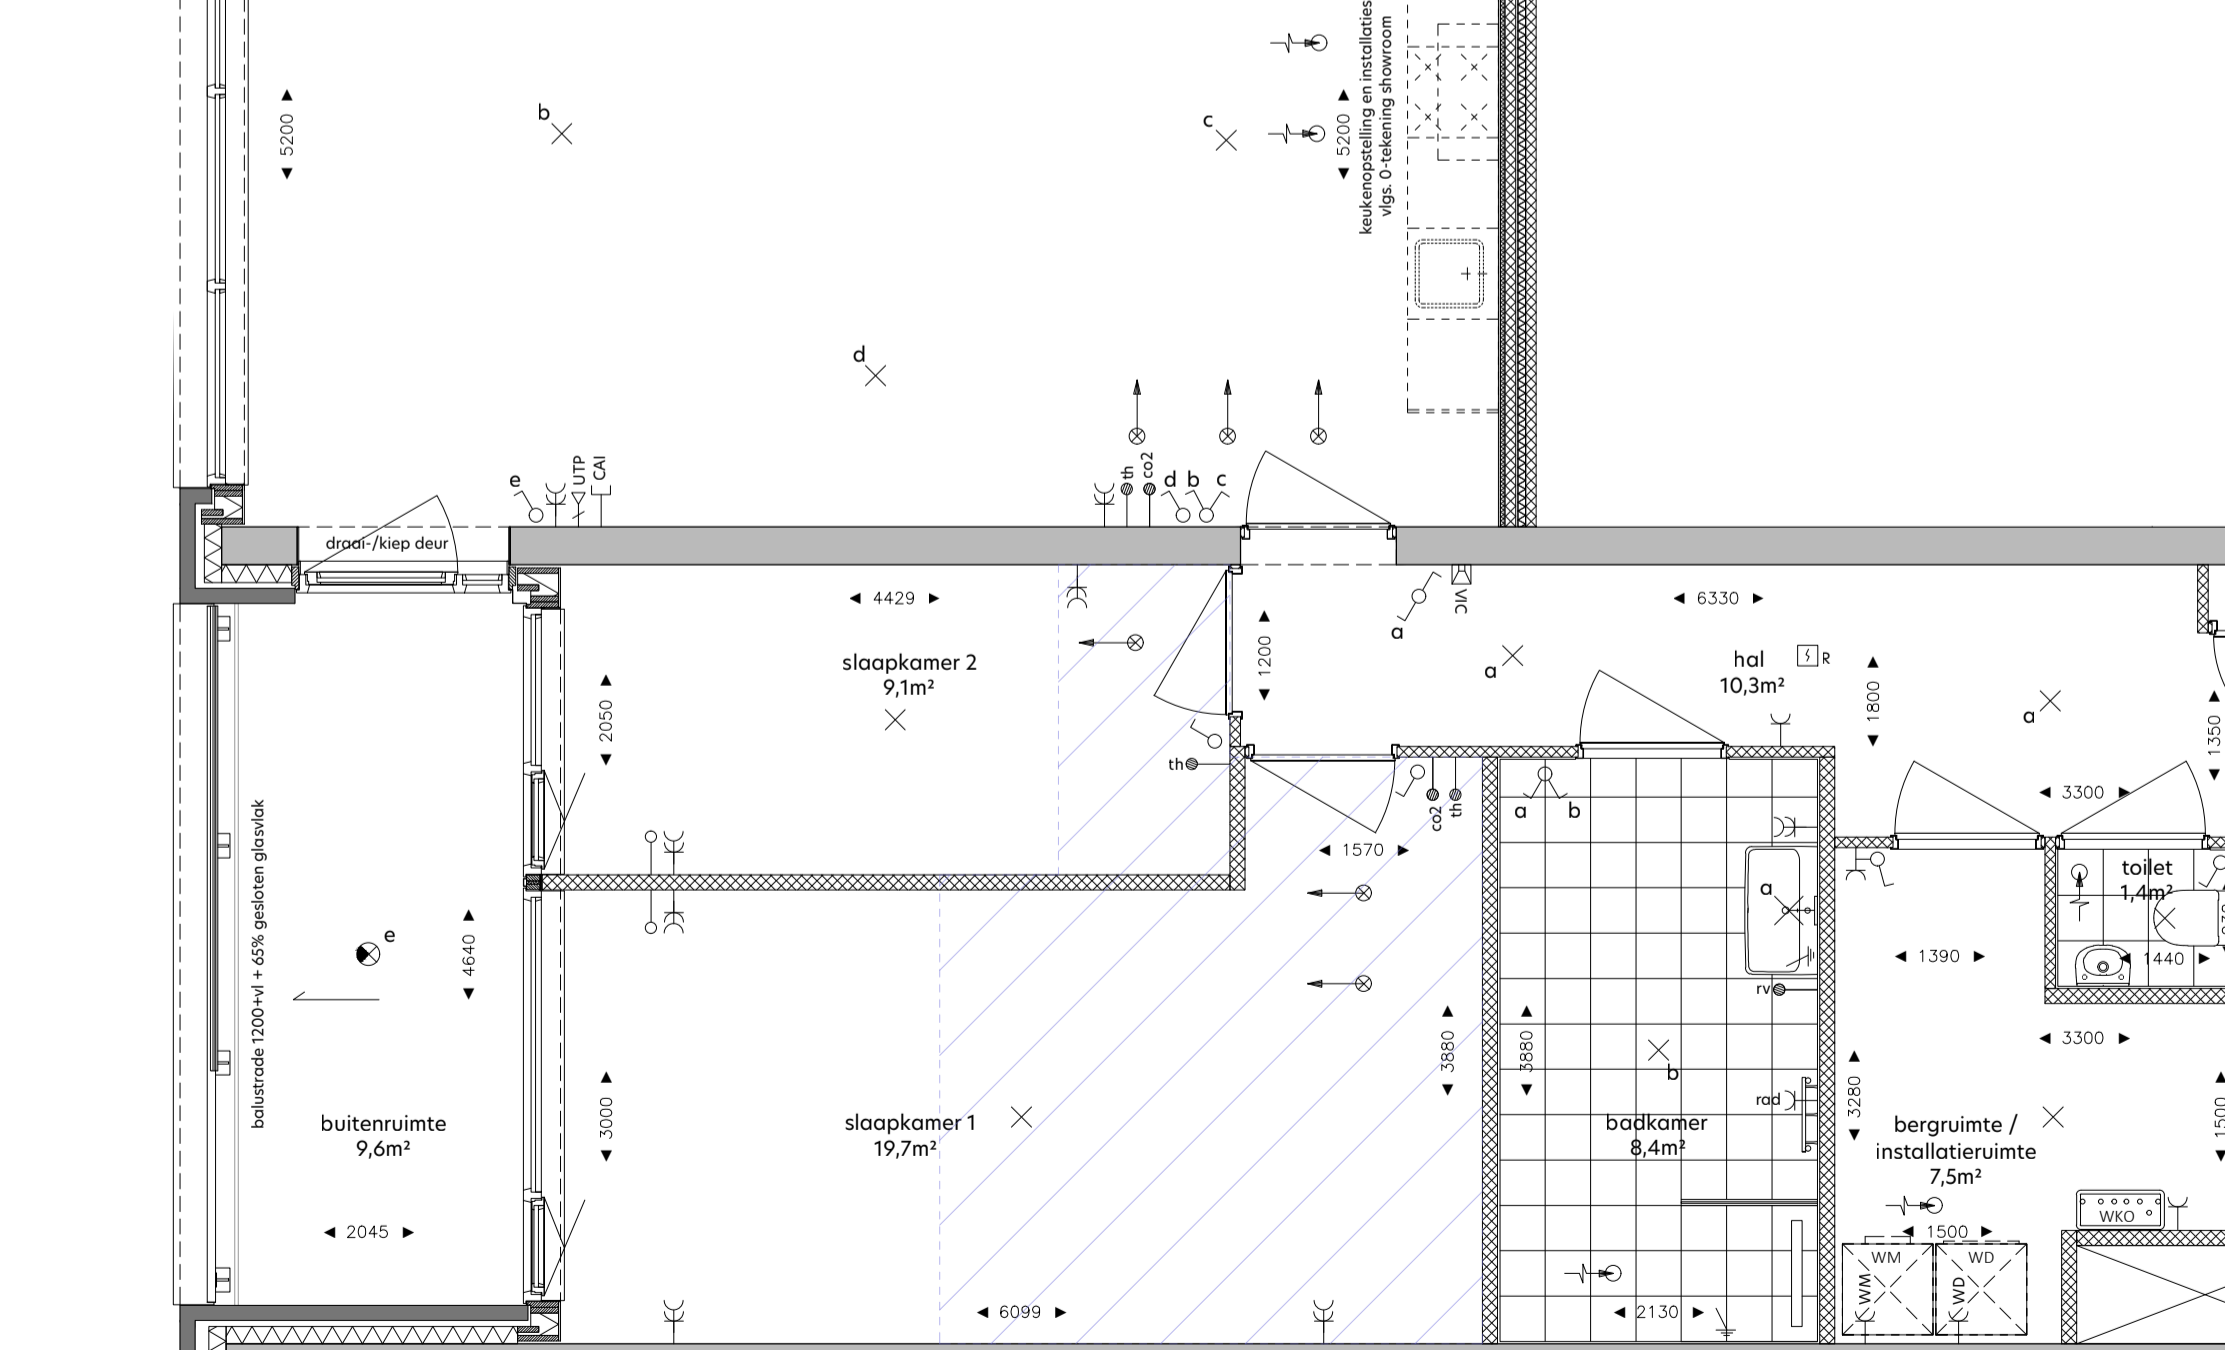 5200
b
c
5200
keukenopstelling en installaties
vlgs. 0-tekening showroom
d
e
UTP
CAI
th
co2
d
b
c
draai-/kiep deur
4429
slaapkamer 2
9,1m²
2050
1200
a
VIC
6330
a
hal
10,3m²
R
1800
a
1350
3300
th
co2
th
1570
a
b
toilet
1,4m²
a
balustrade 1200+vl + 65% gesloten glasvlak
e
4640
1390
1440
rv
3880
3880
3300
b
rad
3280
1500
buitenruimte
9,6m²
3000
slaapkamer 1
19,7m²
badkamer
8,4m²
bergruimte /
installatieruimte
7,5m²
2045
WKO
1500
WM
WD
WM
WD
6099
2130